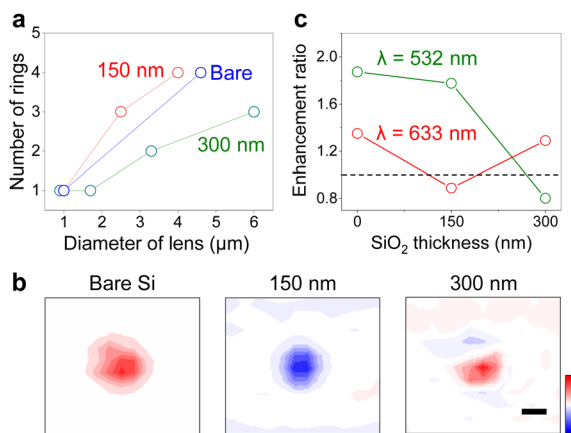 a
5
4
3
2
1
Number of rings
150 nm
Bare
300 nm
1 2 3 4 5 6
Diameter of lens (μm)
c
2.0
1.6
1.2
0.8
Enhancement ratio
λ = 532 nm
λ = 633 nm
0 150 300
SiO₂ thickness (nm)
b
Bare Si 150 nm 300 nm